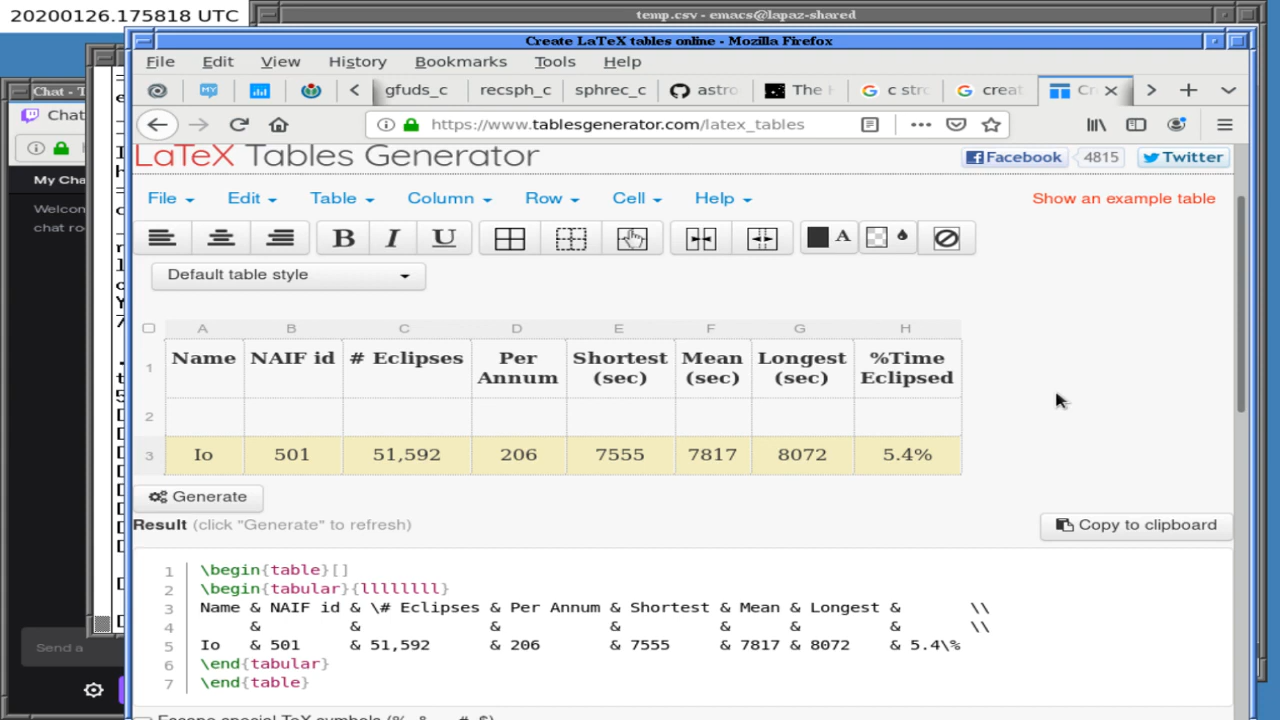 20200126.175818 UTC
temp.csv - emacs@lapaz-shared
Create LaTeX tables online - Mozilla Firefox
File Edit View History Bookmarks Tools Help
Chat - T
gfuds_c recsph_c sphrec_c astro The creat Cr
Chat
https://www.tablesgenerator.com/latex_tables
LaTeX Tables Generator
Facebook 4815 Twitter
My Cha
File Edit Table Column Row Cell Help Show an example table
Welcon
chat ro
B I U A
Default table style
A B C D E F G H
1 Name NAIF id # Eclipses Per Annum Shortest (sec) Mean (sec) Longest (sec) %Time Eclipsed
2
3 Io 501 51,592 206 7555 7817 8072 5.4%
Generate
Result (click "Generate" to refresh)
Copy to clipboard
1 \begin{table}[]
2 \begin{tabular}{llllllll}
3 Name & NAIF id & \# Eclipses & Per Annum & Shortest & Mean & Longest & \\
4 & & & & & & & \\
5 Io & 501 & 51,592 & 206 & 7555 & 7817 & 8072 & 5.4\%
6 \end{tabular}
7 \end{table}
Send a
Escape special TeX symbols (%, &, _, #, $)